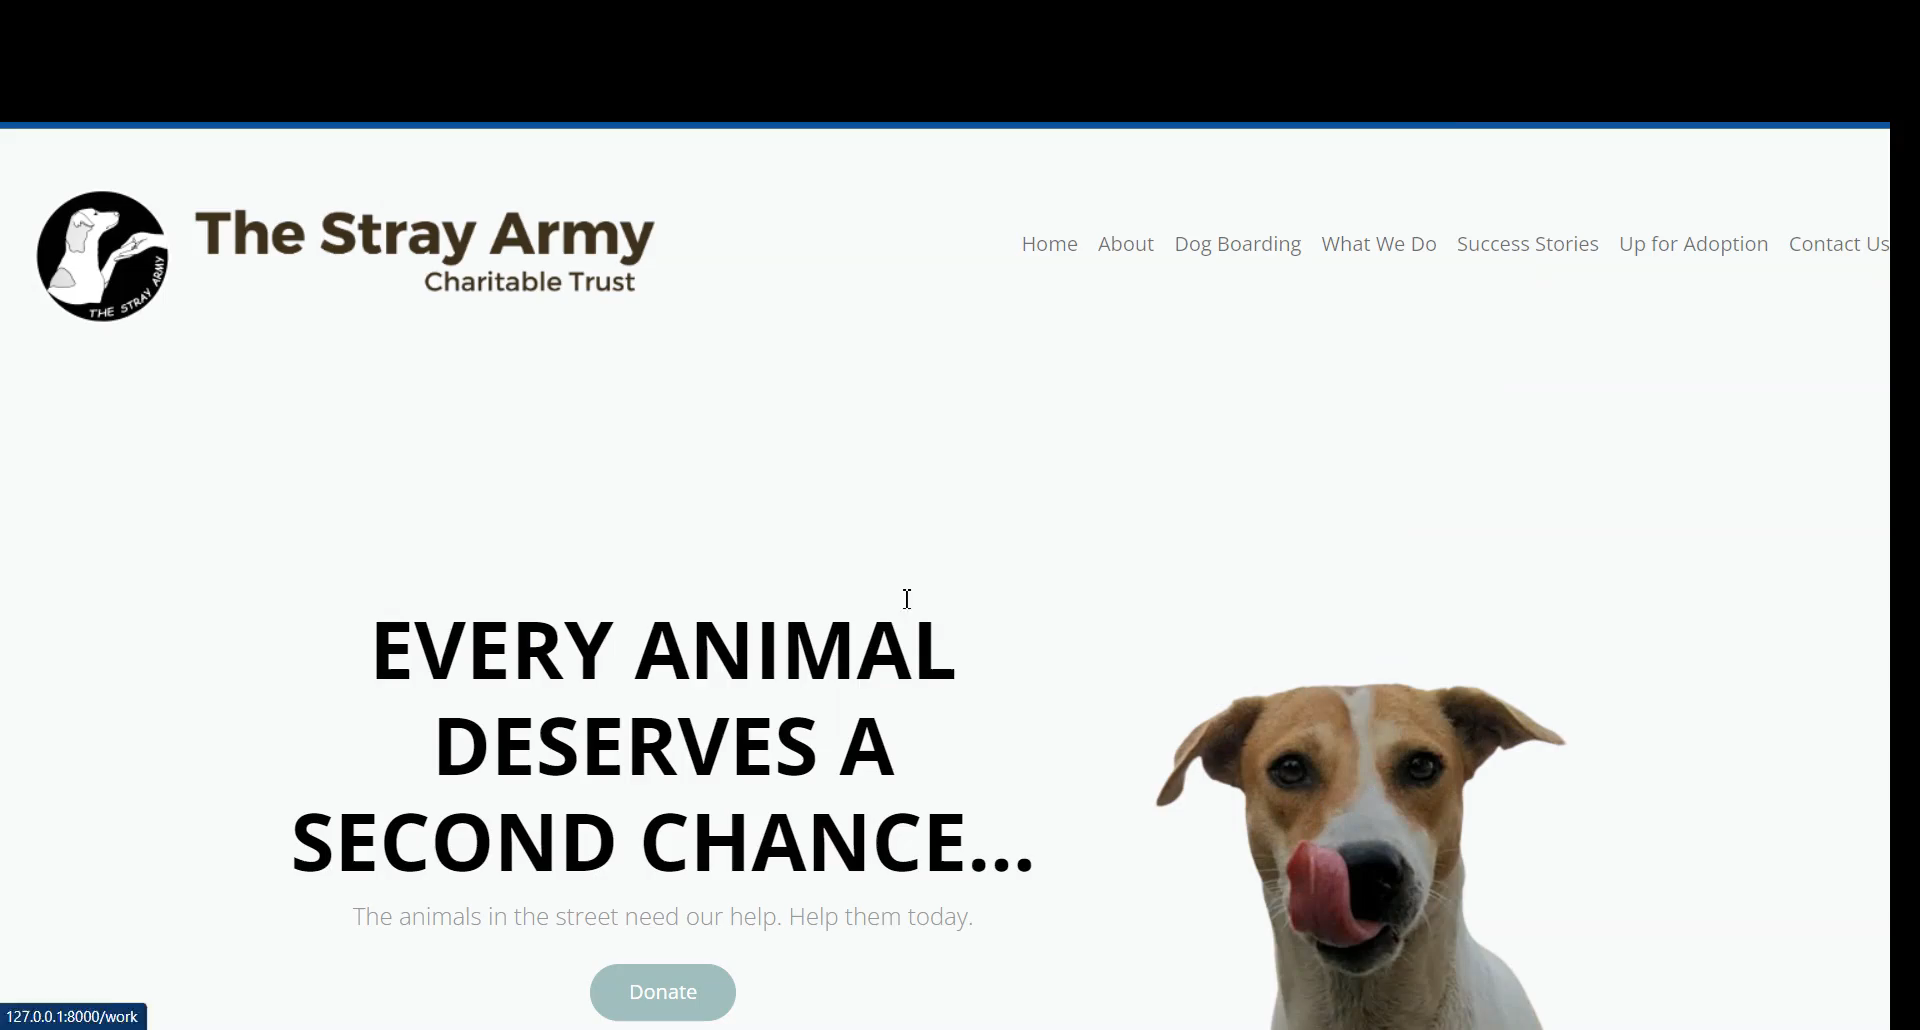 The Stray Army
Charitable Trust
THE STRAY ARMY
Home About Dog Boarding What We Do Success Stories Up for Adoption Contact Us
EVERY ANIMAL
DESERVES A
SECOND CHANCE...
The animals in the street need our help. Help them today.
Donate
127.0.0.1:8000/work